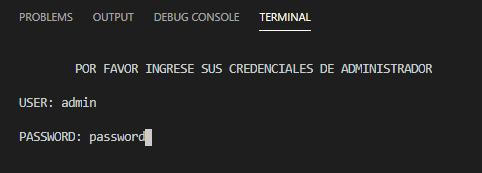 PROBLEMS OUTPUT DEBUG CONSOLE TERMINAL
POR FAVOR INGRESE SUS CREDENCIALES DE ADMINISTRADOR
USER: admin
PASSWORD: password